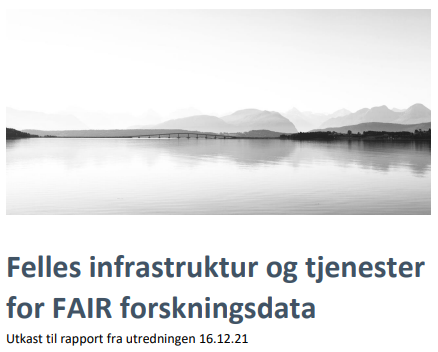 Felles infrastruktur og tjenester
for FAIR forskningsdata
Utkast til rapport fra utredningen 16.12.21